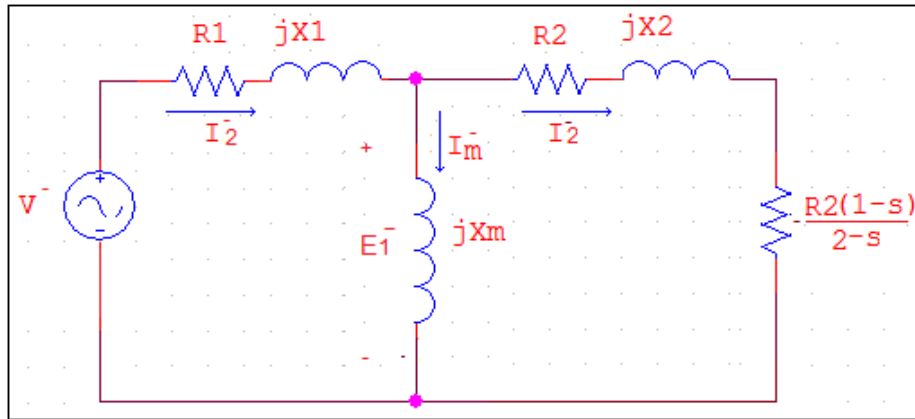 R1
jX1
R2
jX2
I2-
I2-
+
Im-
V-
+
-
E1-
jXm
-R2(1-s)
2-s
-
-